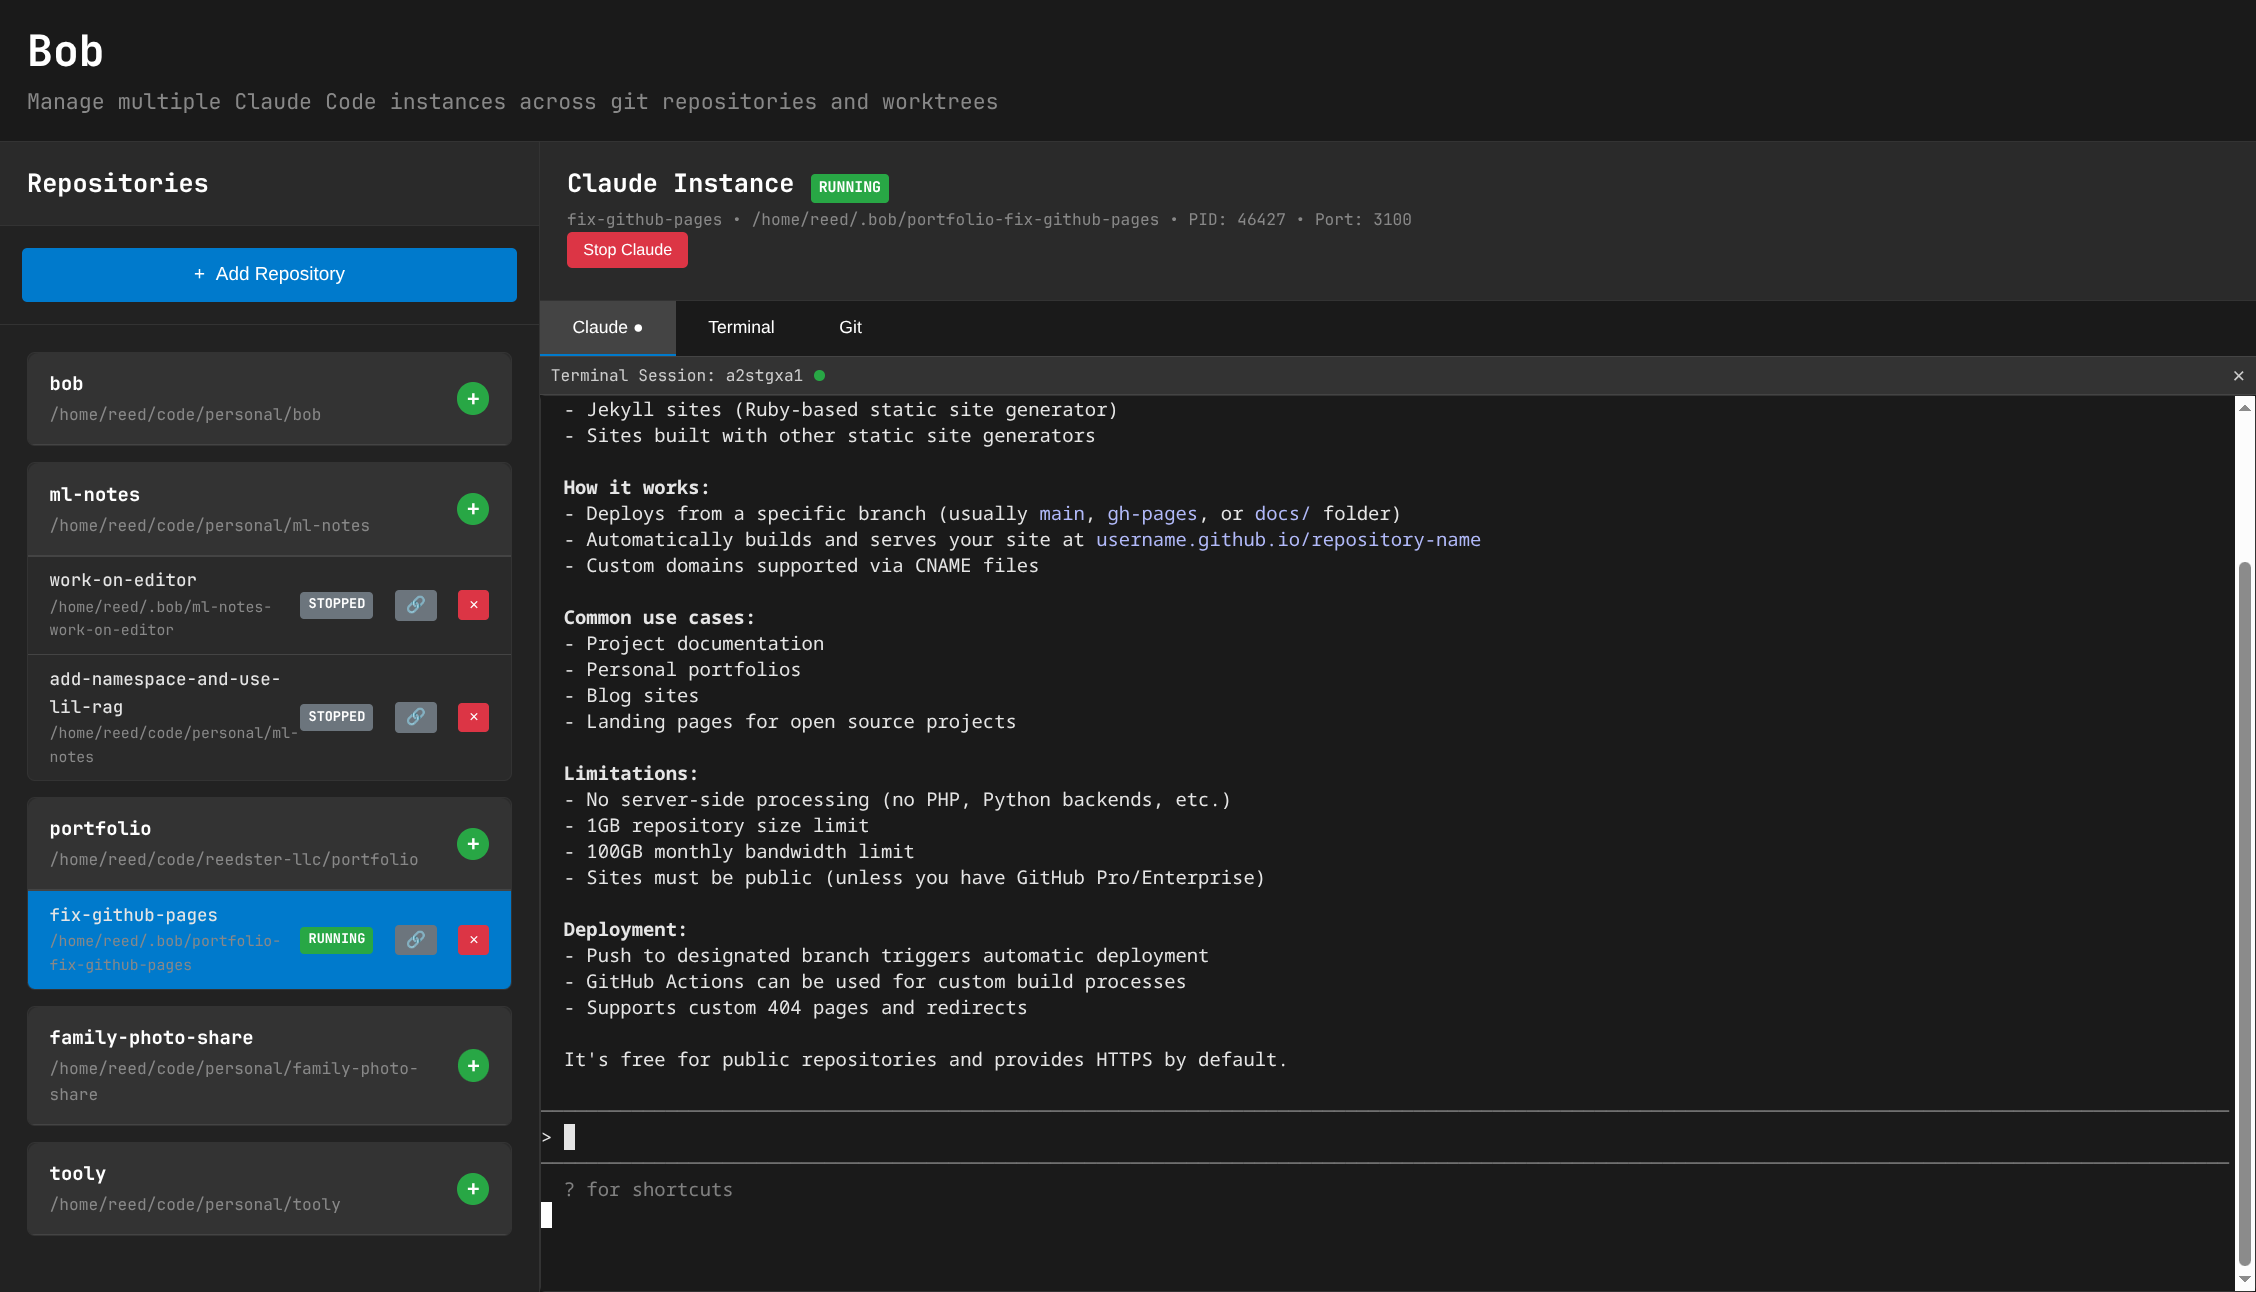 Bob
Manage multiple Claude Code instances across git repositories and worktrees
Repositories
+ Add Repository
bob
/home/reed/code/personal/bob
+
ml-notes
/home/reed/code/personal/ml-notes
+
work-on-editor
/home/reed/.bob/ml-notes-
work-on-editor
STOPPED
×
add-namespace-and-use-
lil-rag
/home/reed/code/personal/ml-
notes
STOPPED
×
portfolio
/home/reed/code/reedster-llc/portfolio
+
fix-github-pages
/home/reed/.bob/portfolio-
fix-github-pages
RUNNING
×
family-photo-share
/home/reed/code/personal/family-photo-
share
+
tooly
/home/reed/code/personal/tooly
+
Claude Instance RUNNING
fix-github-pages • /home/reed/.bob/portfolio-fix-github-pages • PID: 46427 • Port: 3100
Stop Claude
Claude ● Terminal Git
Terminal Session: a2stgxa1 ● ×
- Jekyll sites (Ruby-based static site generator)
- Sites built with other static site generators
How it works:
- Deploys from a specific branch (usually main, gh-pages, or docs/ folder)
- Automatically builds and serves your site at username.github.io/repository-name
- Custom domains supported via CNAME files
Common use cases:
- Project documentation
- Personal portfolios
- Blog sites
- Landing pages for open source projects
Limitations:
- No server-side processing (no PHP, Python backends, etc.)
- 1GB repository size limit
- 100GB monthly bandwidth limit
- Sites must be public (unless you have GitHub Pro/Enterprise)
Deployment:
- Push to designated branch triggers automatic deployment
- GitHub Actions can be used for custom build processes
- Supports custom 404 pages and redirects
It's free for public repositories and provides HTTPS by default.
>
? for shortcuts